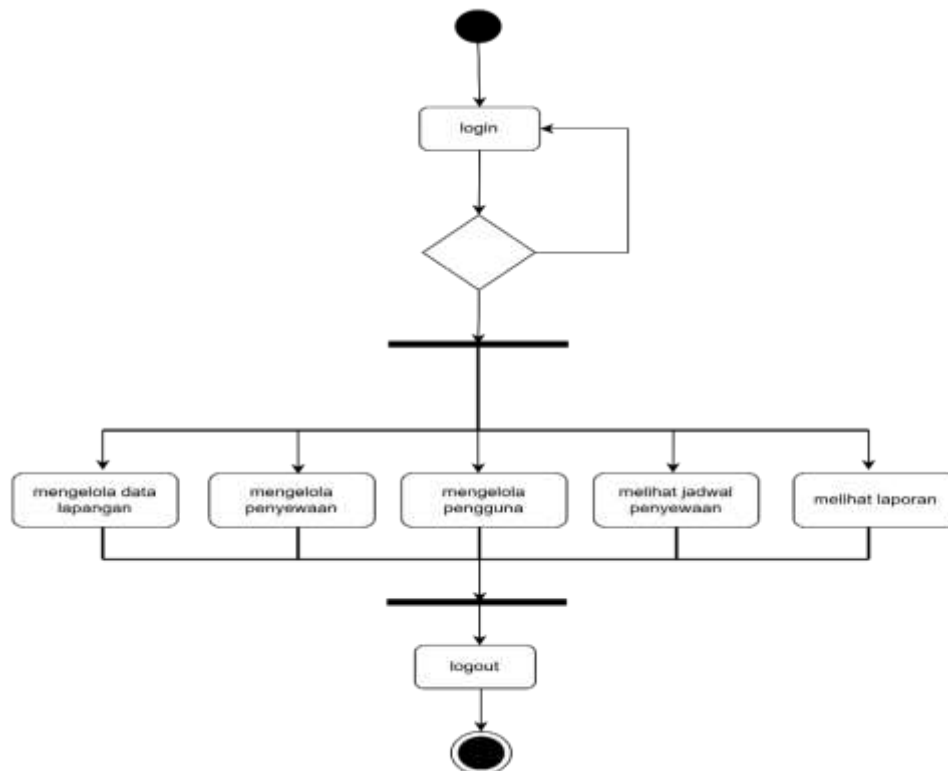 login
mengelola data
lapangan
mengelola
penyewaan
mengelola
pengguna
melihat jadwal
penyewaan
melihat laporan
logout